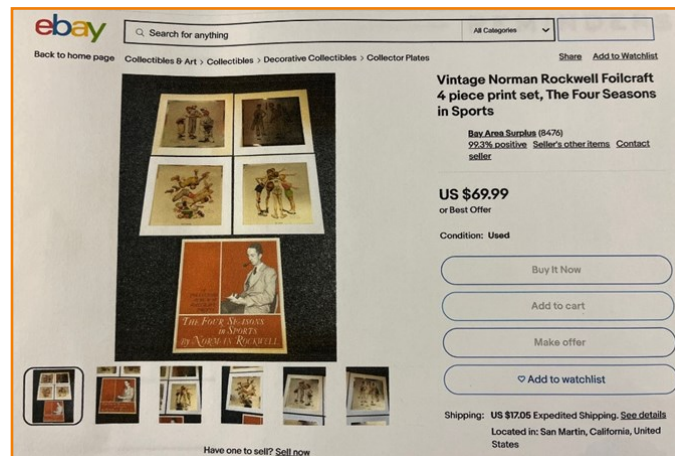 ebay
Search for anything
All Categories
Back to home page
Collectibles & Art > Collectibles > Decorative Collectibles > Collector Plates
Share
Add to Watchlist
Vintage Norman Rockwell Foilcraft
4 piece print set, The Four Seasons
in Sports
Bay Area Surplus (8476)
99.3% positive Seller's other items Contact
seller
US $69.99
or Best Offer
Condition: Used
Buy It Now
Add to cart
Make offer
Add to watchlist
THE FOUR SEASONS
in SPORTS
by NORMAN ROCKWELL
Shipping: US $17.05 Expedited Shipping. See details
Located in: San Martin, California, United
States
Have one to sell? Sell now